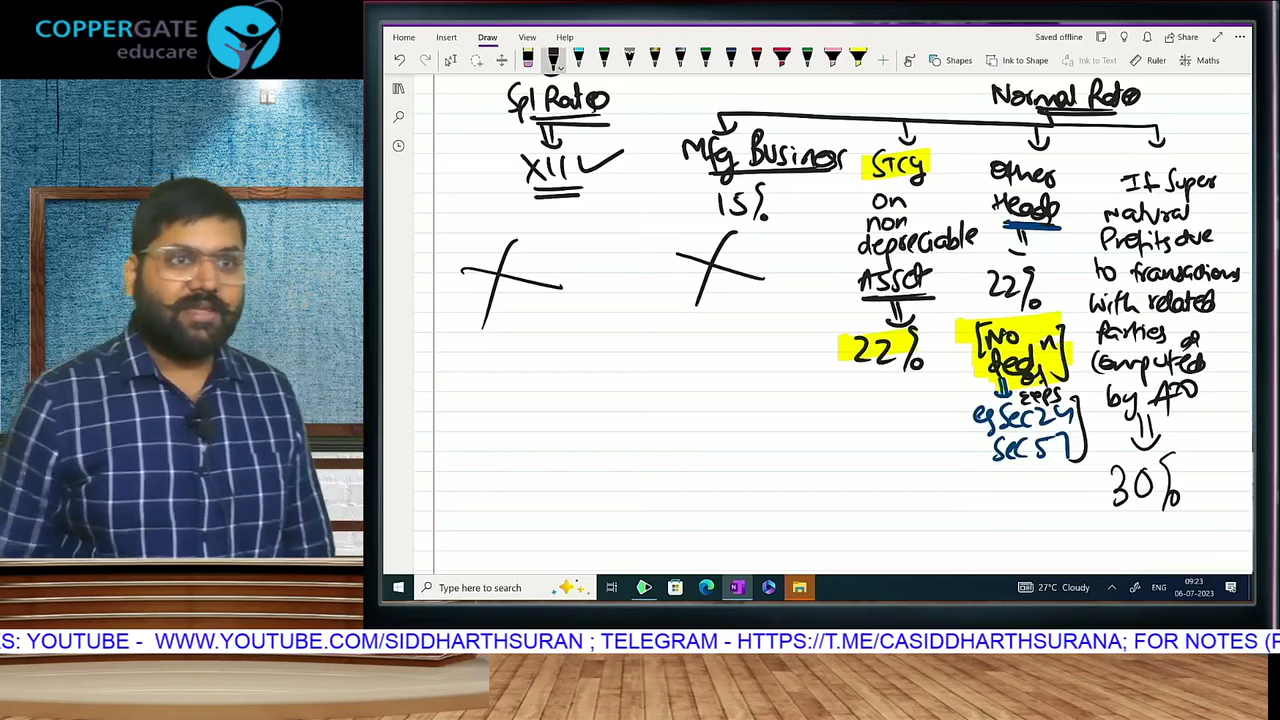 COPPERGATE
educare
Home Insert Draw View Help
Saved offline
Share
Shapes
Ink to Shape
Ink to Text
Ruler
Maths
Spl Rates
XII
Normal Rate
Mfg Business
15%
STCG
on
non
depreciable
Asset
22%
Other
Heads
22%
[No
dedn]
or
exps
eg Sec 24
Sec 57
If Super
natural
Profits due
to transactions
with related
Parties &
Computed
by A.O
30%
Type here to search
27°C Cloudy
ENG
09:23
06-07-2023
KS: YOUTUBE - WWW.YOUTUBE.COM/SIDDHARTHSURAN ; TELEGRAM - HTTPS://T.ME/CASIDDHARTHSURANA; FOR NOTES (F